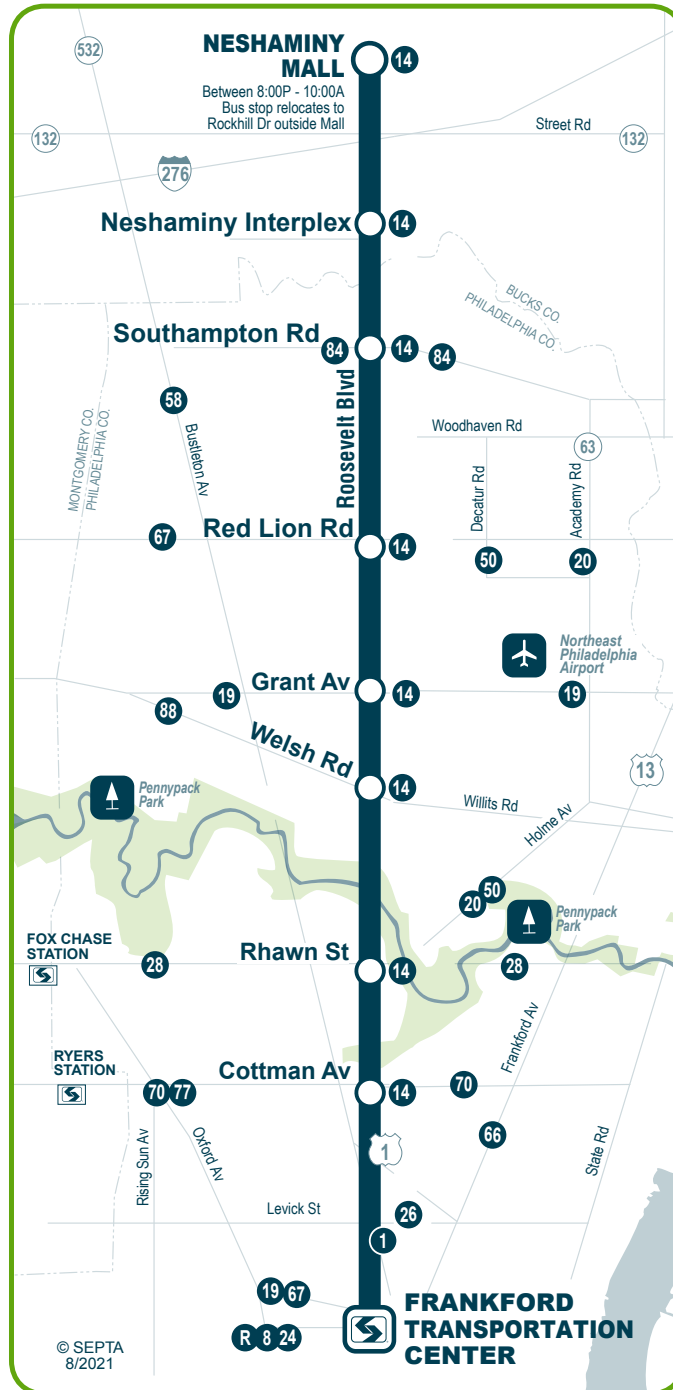 532
NESHAMINY
MALL
14
Between 8:00P - 10:00A
Bus stop relocates to
Rockhill Dr outside Mall
132
Street Rd
132
276
Neshaminy Interplex
14
BUCKS CO.
PHILADELPHIA CO.
Southampton Rd
84
14
84
58
Bustleton Av
Roosevelt Blvd
MONTGOMERY CO.
PHILADELPHIA CO.
Woodhaven Rd
63
Decatur Rd
Academy Rd
67
Red Lion Rd
14
50
20
Northeast
Philadelphia
Airport
Grant Av
19
14
19
88
Welsh Rd
14
13
Pennypack
Park
Willits Rd
Holme Av
50
20
Pennypack
Park
FOX CHASE
STATION
28
Rhawn St
14
28
Frankford Av
RYERS
STATION
Cottman Av
70
77
14
70
66
1
Rising Sun Av
Oxford Av
State Rd
Levick St
26
1
19
67
R
8
24
FRANKFORD
TRANSPORTATION
CENTER
© SEPTA
8/2021